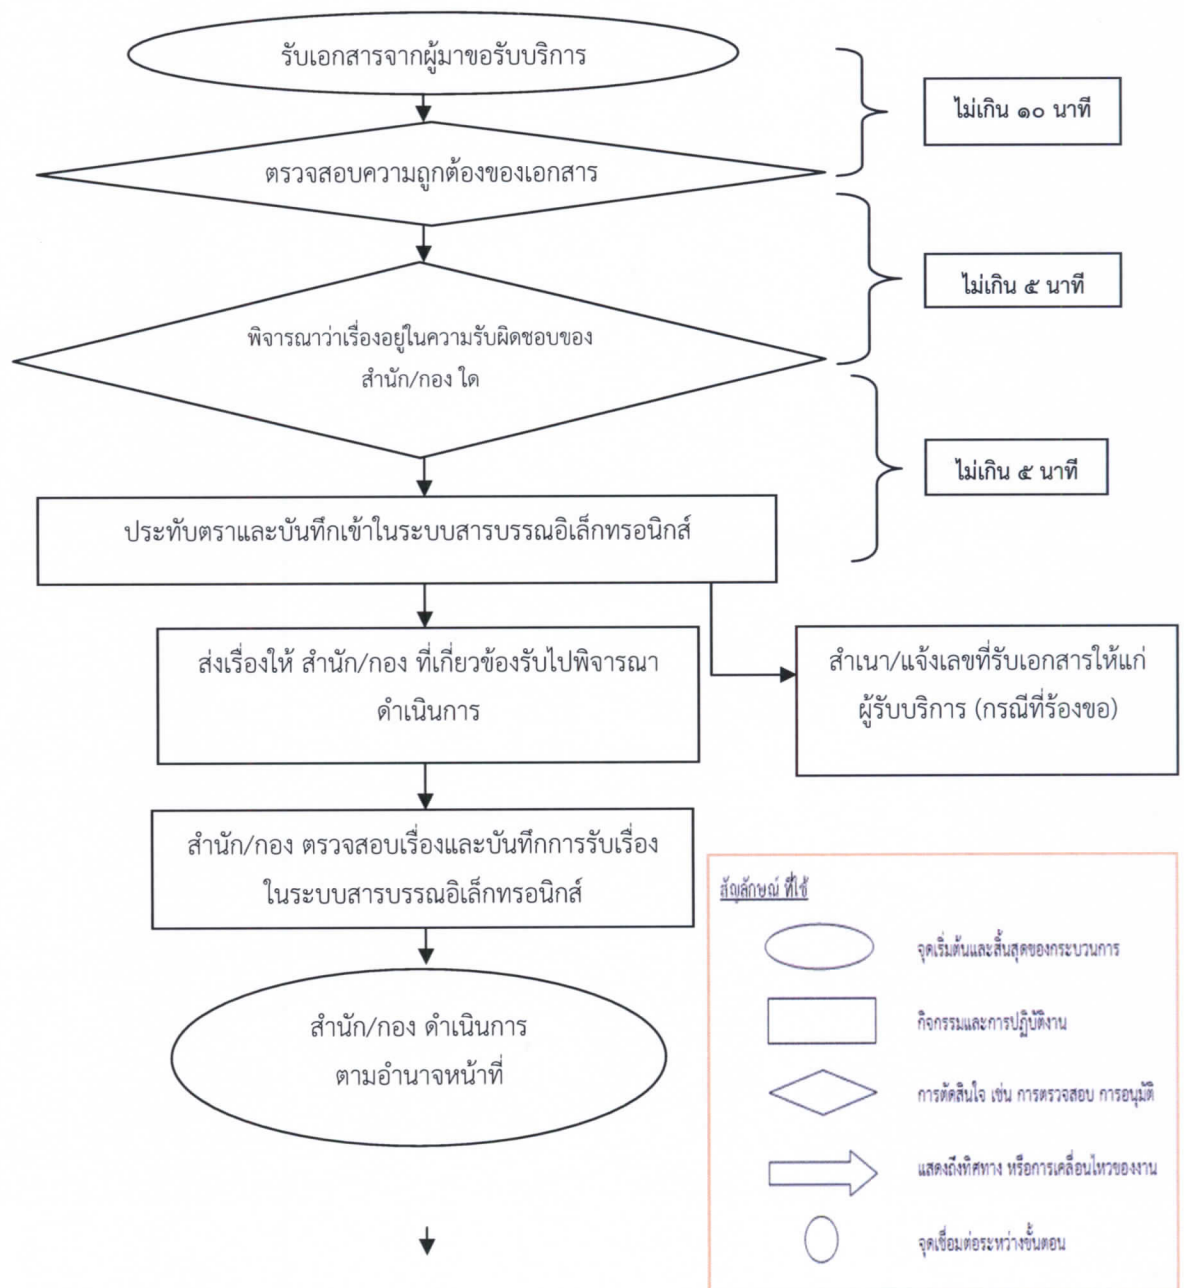 รับเอกสารจากผู้มาขอรับบริการ
ไม่เกิน ๑๐ นาที
ตรวจสอบความถูกต้องของเอกสาร
ไม่เกิน ๕ นาที
พิจารณาว่าเรื่องอยู่ในความรับผิดชอบของ
สำนัก/กอง ใด
ไม่เกิน ๕ นาที
ประทับตราและบันทึกเข้าในระบบสารบรรณอิเล็กทรอนิกส์
ส่งเรื่องให้ สำนัก/กอง ที่เกี่ยวข้องรับไปพิจารณา
ดำเนินการ
สำเนา/แจ้งเลขที่รับเอกสารให้แก่
ผู้รับบริการ (กรณีที่ร้องขอ)
สำนัก/กอง ตรวจสอบเรื่องและบันทึกการรับเรื่อง
ในระบบสารบรรณอิเล็กทรอนิกส์
สำนัก/กอง ดำเนินการ
ตามอำนาจหน้าที่
สัญลักษณ์ ที่ใช้
จุดเริ่มต้นและสิ้นสุดของกระบวนการ
กิจกรรมและการปฏิบัติงาน
การตัดสินใจ เช่น การตรวจสอบ การอนุมัติ
แสดงถึงทิศทาง หรือการเคลื่อนไหวของงาน
จุดเชื่อมต่อระหว่างขั้นตอน